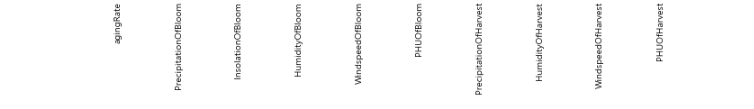 agingRate
PrecipitationOfBloom
InsolationOfBloom
HumidityOfBloom
WindspeedOfBloom
PHUOfBloom
PrecipitationOfHarvest
HumidityOfHarvest
WindspeedOfHarvest
PHUOfHarvest